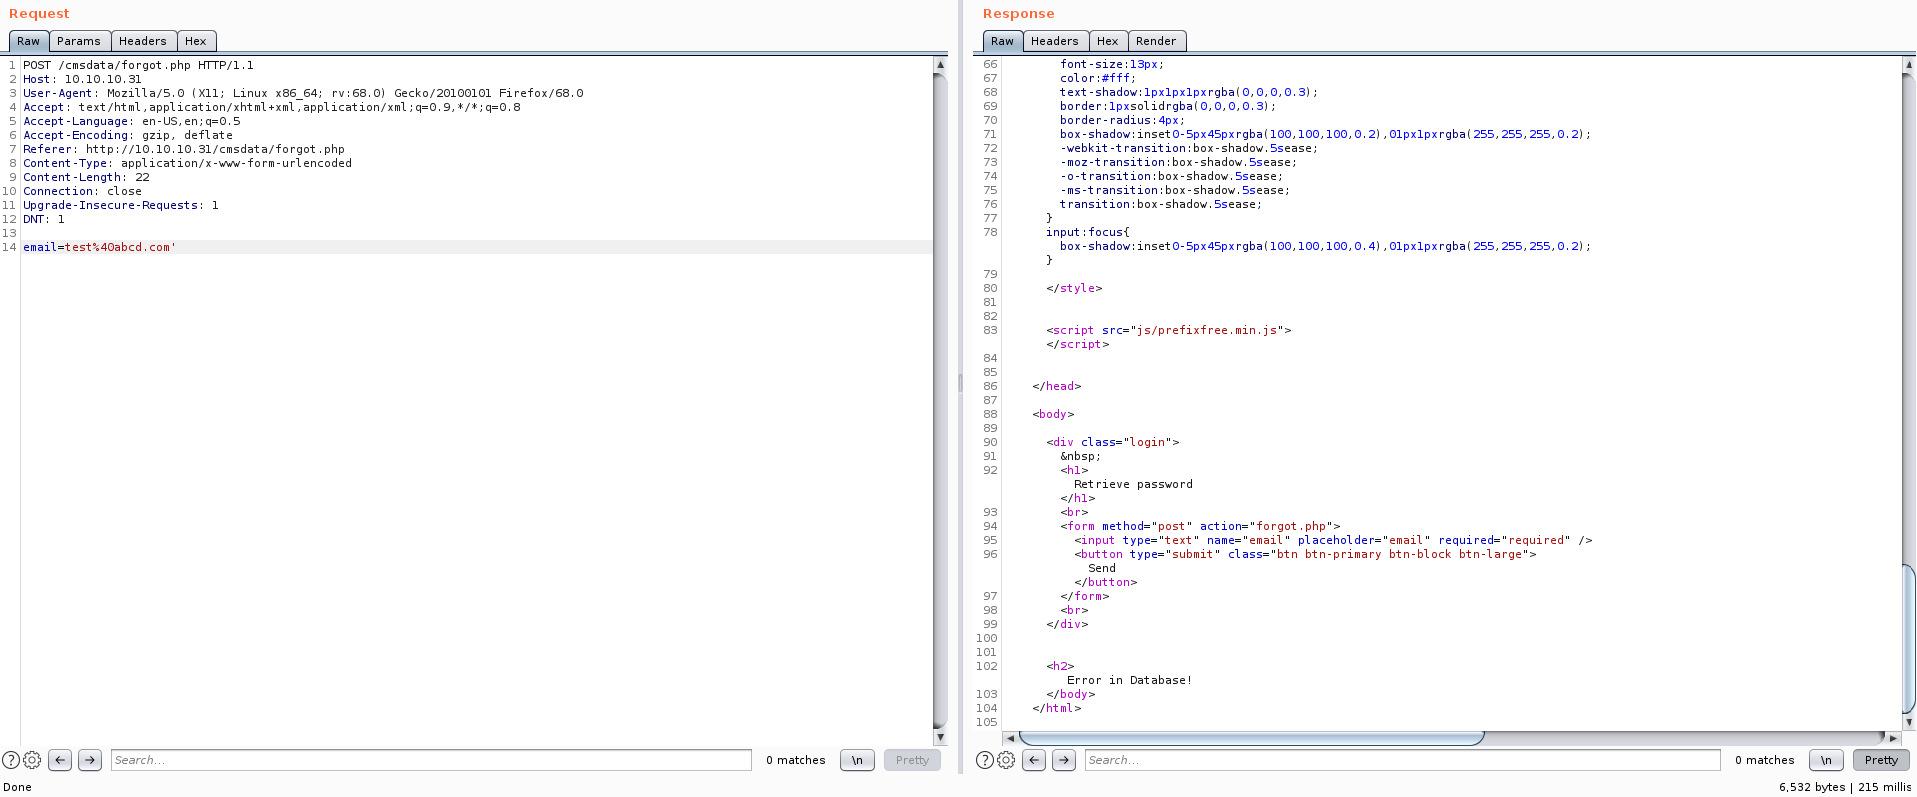 Request
Raw Params Headers Hex
1 POST /cmsdata/forgot.php HTTP/1.1
2 Host: 10.10.10.31
3 User-Agent: Mozilla/5.0 (X11; Linux x86_64; rv:68.0) Gecko/20100101 Firefox/68.0
4 Accept: text/html,application/xhtml+xml,application/xml;q=0.9,*/*;q=0.8
5 Accept-Language: en-US,en;q=0.5
6 Accept-Encoding: gzip, deflate
7 Referer: http://10.10.10.31/cmsdata/forgot.php
8 Content-Type: application/x-www-form-urlencoded
9 Content-Length: 22
10 Connection: close
11 Upgrade-Insecure-Requests: 1
12 DNT: 1
13
14 email=test%40abcd.com'
? Search... 0 matches \n Pretty
Done
Response
Raw Headers Hex Render
66 font-size:13px;
67 color:#fff;
68 text-shadow:1px1px1pxrgba(0,0,0,0.3);
69 border:1pxsolidrgba(0,0,0,0.3);
70 border-radius:4px;
71 box-shadow:inset0-5px45pxrgba(100,100,100,0.2),01px1pxrgba(255,255,255,0.2);
72 -webkit-transition:box-shadow.5sease;
73 -moz-transition:box-shadow.5sease;
74 -o-transition:box-shadow.5sease;
75 -ms-transition:box-shadow.5sease;
76 transition:box-shadow.5sease;
77 }
78 input:focus{
box-shadow:inset0-5px45pxrgba(100,100,100,0.4),01px1pxrgba(255,255,255,0.2);
}
79
80 </style>
81
82
83 <script src="js/prefixfree.min.js">
</script>
84
85
86 </head>
87
88 <body>
89
90 <div class="login">
91 &nbsp;
92 <h1>
Retrieve password
</h1>
93 <br>
94 <form method="post" action="forgot.php">
95 <input type="text" name="email" placeholder="email" required="required" />
96 <button type="submit" class="btn btn-primary btn-block btn-large">
Send
</button>
97 </form>
98 <br>
99 </div>
100
101
102 <h2>
Error in Database!
103 </body>
104 </html>
105
? Search... 0 matches \n Pretty
6,532 bytes | 215 millis